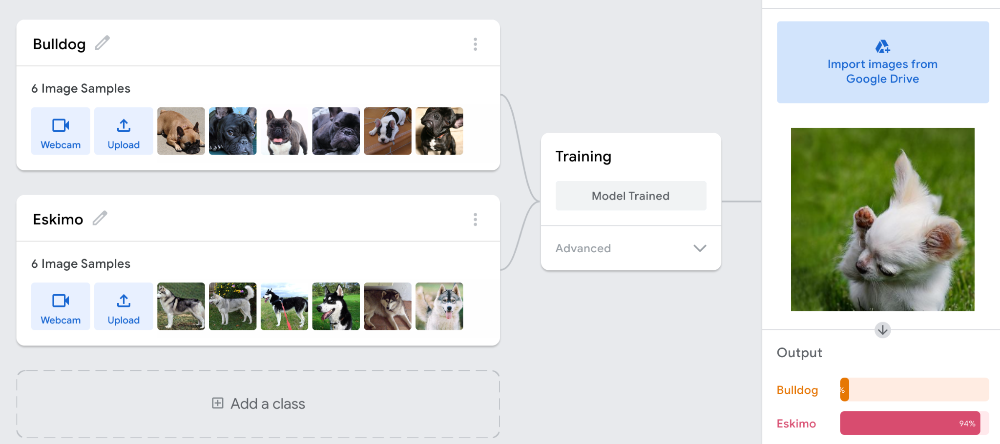 Bulldog
6 Image Samples
Webcam
Upload
Eskimo
6 Image Samples
Webcam
Upload
Add a class
Training
Model Trained
Advanced
Import images from
Google Drive
Output
Bulldog
%
Eskimo
94%